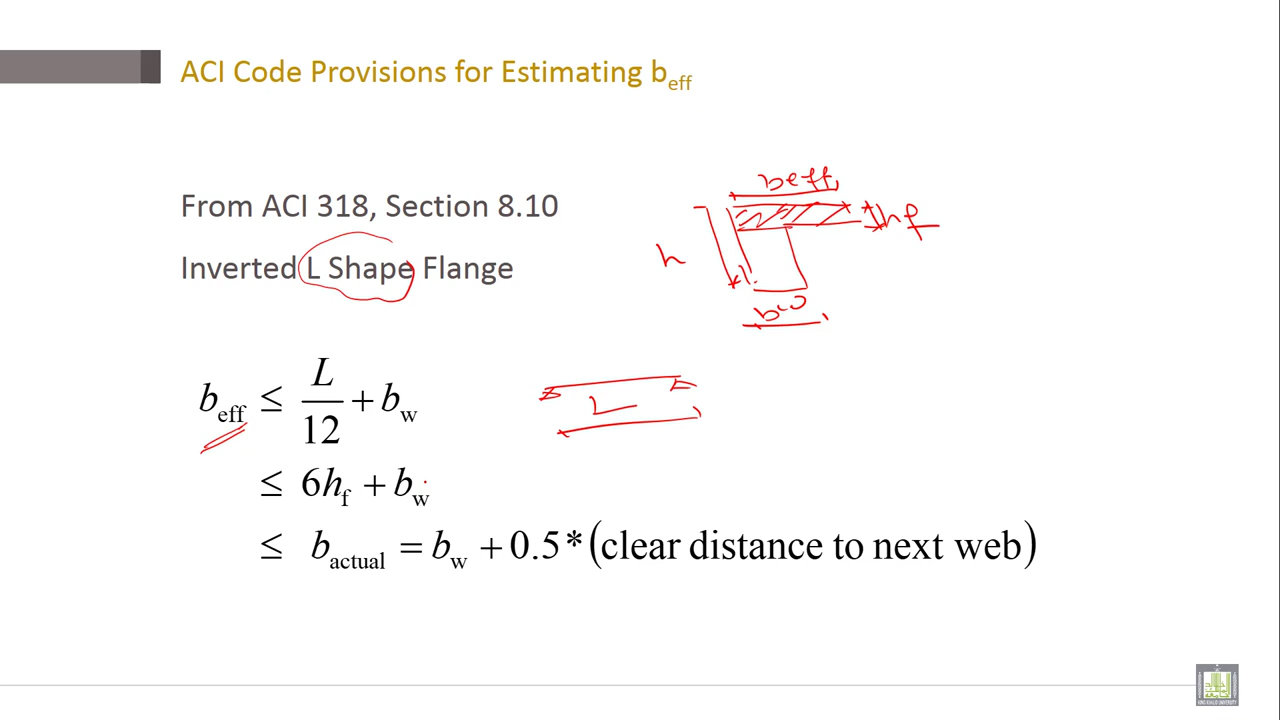 ACI Code Provisions for Estimating b_eff
From ACI 318, Section 8.10
Inverted L Shape Flange
beff
hf
h
bw
b_eff ≤ L/12 + b_w
L
≤ 6h_f + b_w
≤ b_actual = b_w + 0.5*(clear distance to next web)